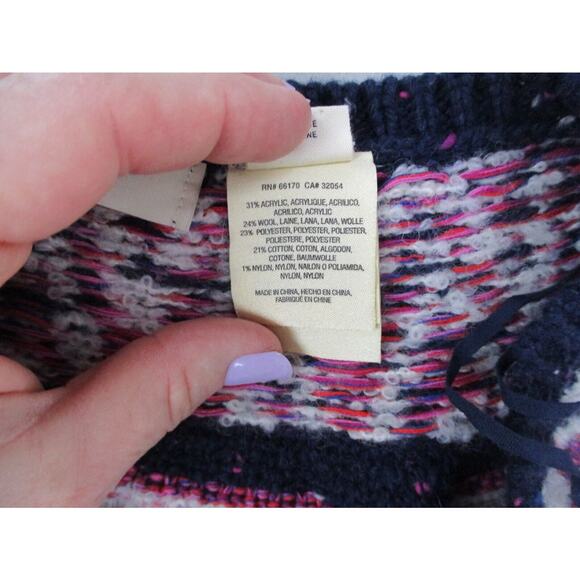 E
NE
RN# 66170 CA# 32054
31% ACRYLIC, ACRYLIQUE, ACRILICO,
ACRILICO, ACRYLIC
24% WOOL, LAINE, LANA, LANA, WOLLE
23% POLYESTER, POLYESTER, POLIESTER,
POLIESTERE, POLYESTER
21% COTTON, COTON, ALGODON,
COTONE, BAUMWOLLE
1% NYLON, NYLON, NAILON O POLIAMIDA,
NYLON, NYLON
MADE IN CHINA, HECHO EN CHINA,
FABRIQUÉ EN CHINE